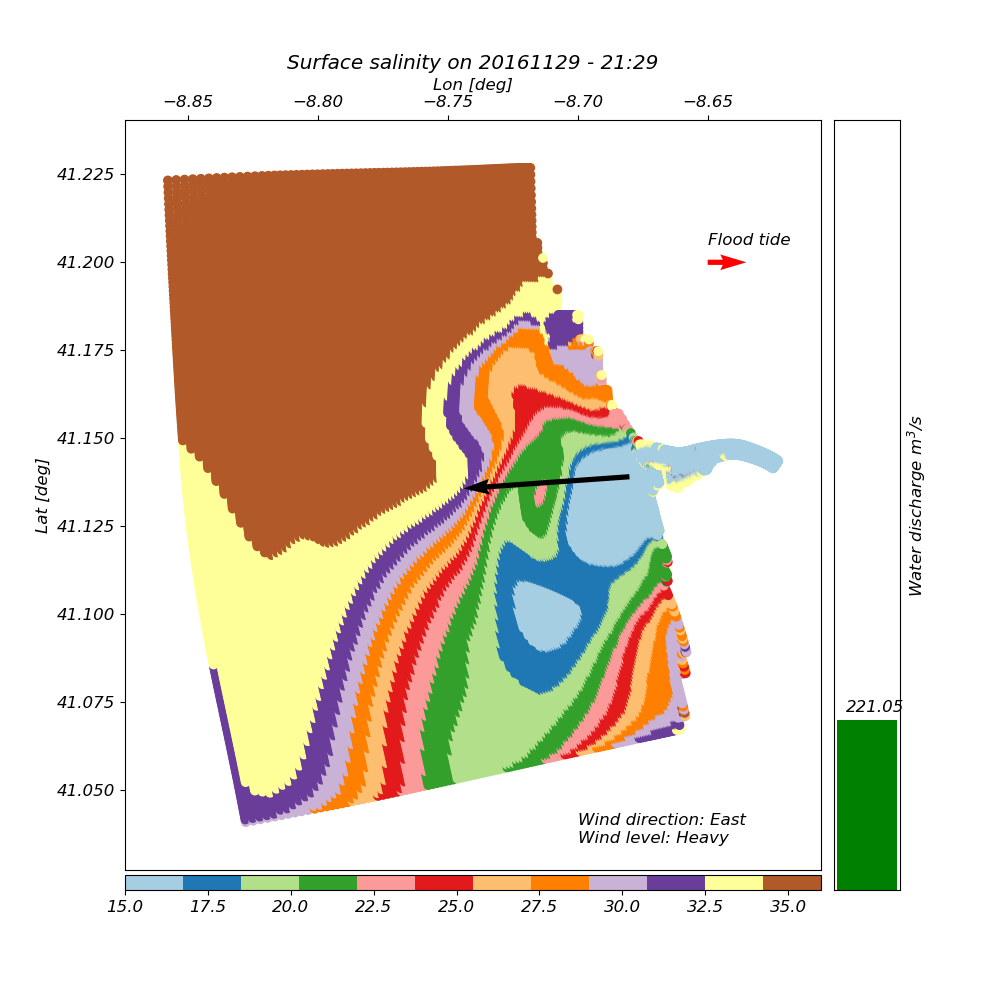 Surface salinity on 20161129 - 21:29
Lon [deg]
−8.85 −8.80 −8.75 −8.70 −8.65
41.225
41.200
41.175
41.150
41.125
41.100
41.075
41.050
Lat [deg]
Flood tide
Wind direction: East
Wind level: Heavy
221.05
Water discharge m³/s
15.0 17.5 20.0 22.5 25.0 27.5 30.0 32.5 35.0